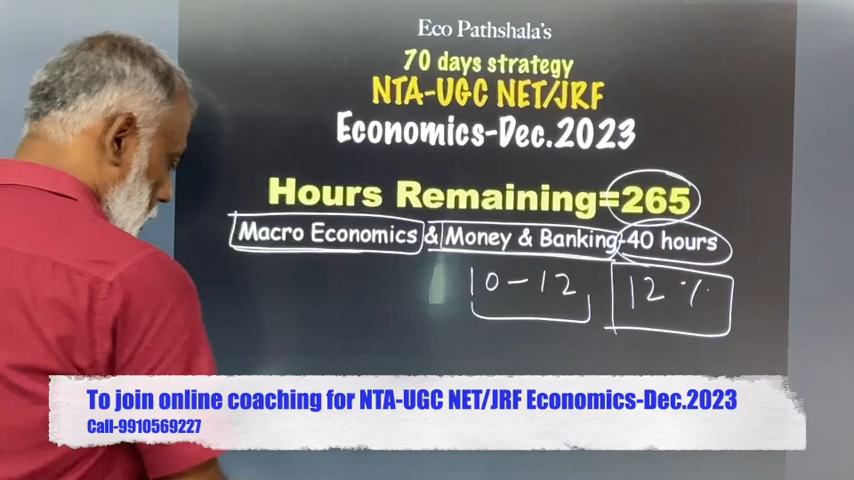 Eco Pathshala's
70 days strategy
NTA-UGC NET/JRF
Economics-Dec.2023
Hours Remaining=265
Macro Economics & Money & Banking-40 hours
10-12 12%
To join online coaching for NTA-UGC NET/JRF Economics-Dec.2023
Call-9910569227